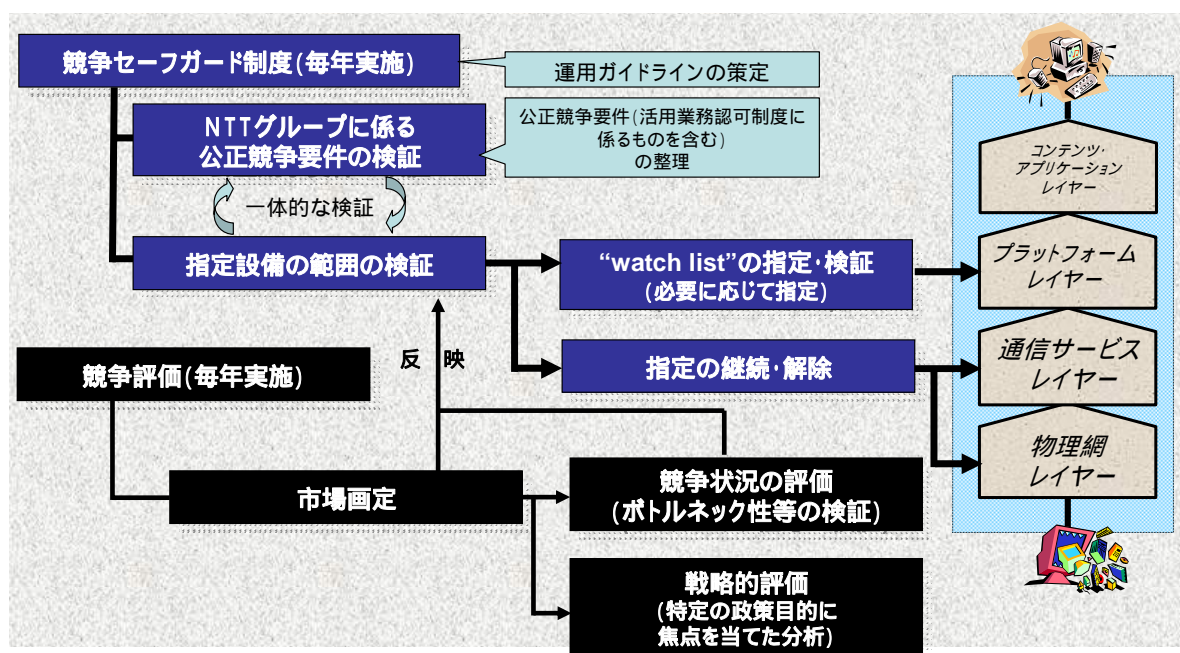 競争セーフガード制度(毎年実施)
運用ガイドラインの策定
NTTグループに係る
公正競争要件の検証
公正競争要件(活用業務認可制度に
係るものを含む)
の整理
一体的な検証
指定設備の範囲の検証
“watch list”の指定・検証
(必要に応じて指定)
指定の継続・解除
反映
競争評価(毎年実施)
市場画定
競争状況の評価
(ボトルネック性等の検証)
戦略的評価
(特定の政策目的に
焦点を当てた分析)
コンテンツ・
アプリケーション
レイヤー
プラットフォーム
レイヤー
通信サービス
レイヤー
物理網
レイヤー